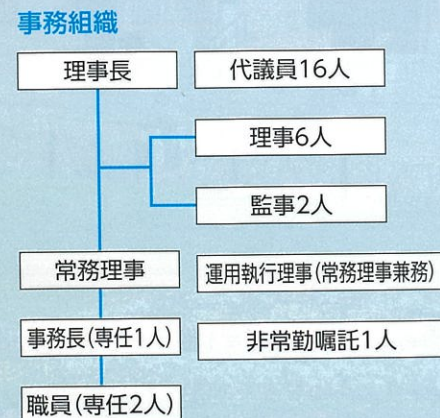 事務組織
理事長
代議員16人
理事6人
監事2人
常務理事
運用執行理事(常務理事兼務)
事務長(専任1人)
非常勤嘱託1人
職員(専任2人)